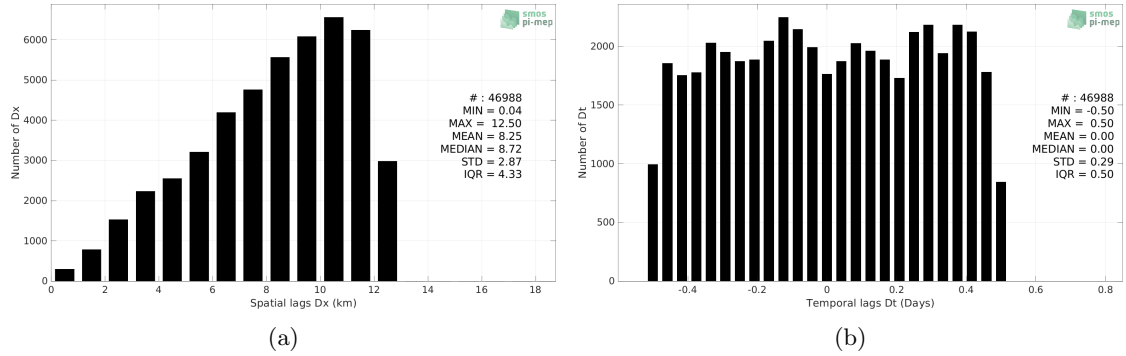 smos
pi-mep
Number of Dx
6000
5000
4000
3000
2000
1000
0
# : 46988
MIN = 0.04
MAX = 12.50
MEAN = 8.25
MEDIAN = 8.72
STD = 2.87
IQR = 4.33
0 2 4 6 8 10 12 14 16 18
Spatial lags Dx (km)
(a)
smos
pi-mep
Number of Dt
2000
1500
1000
500
0
# : 46988
MIN = -0.50
MAX = 0.50
MEAN = 0.00
MEDIAN = 0.00
STD = 0.29
IQR = 0.50
-0.4 -0.2 0 0.2 0.4 0.6 0.8
Temporal lags Dt (Days)
(b)